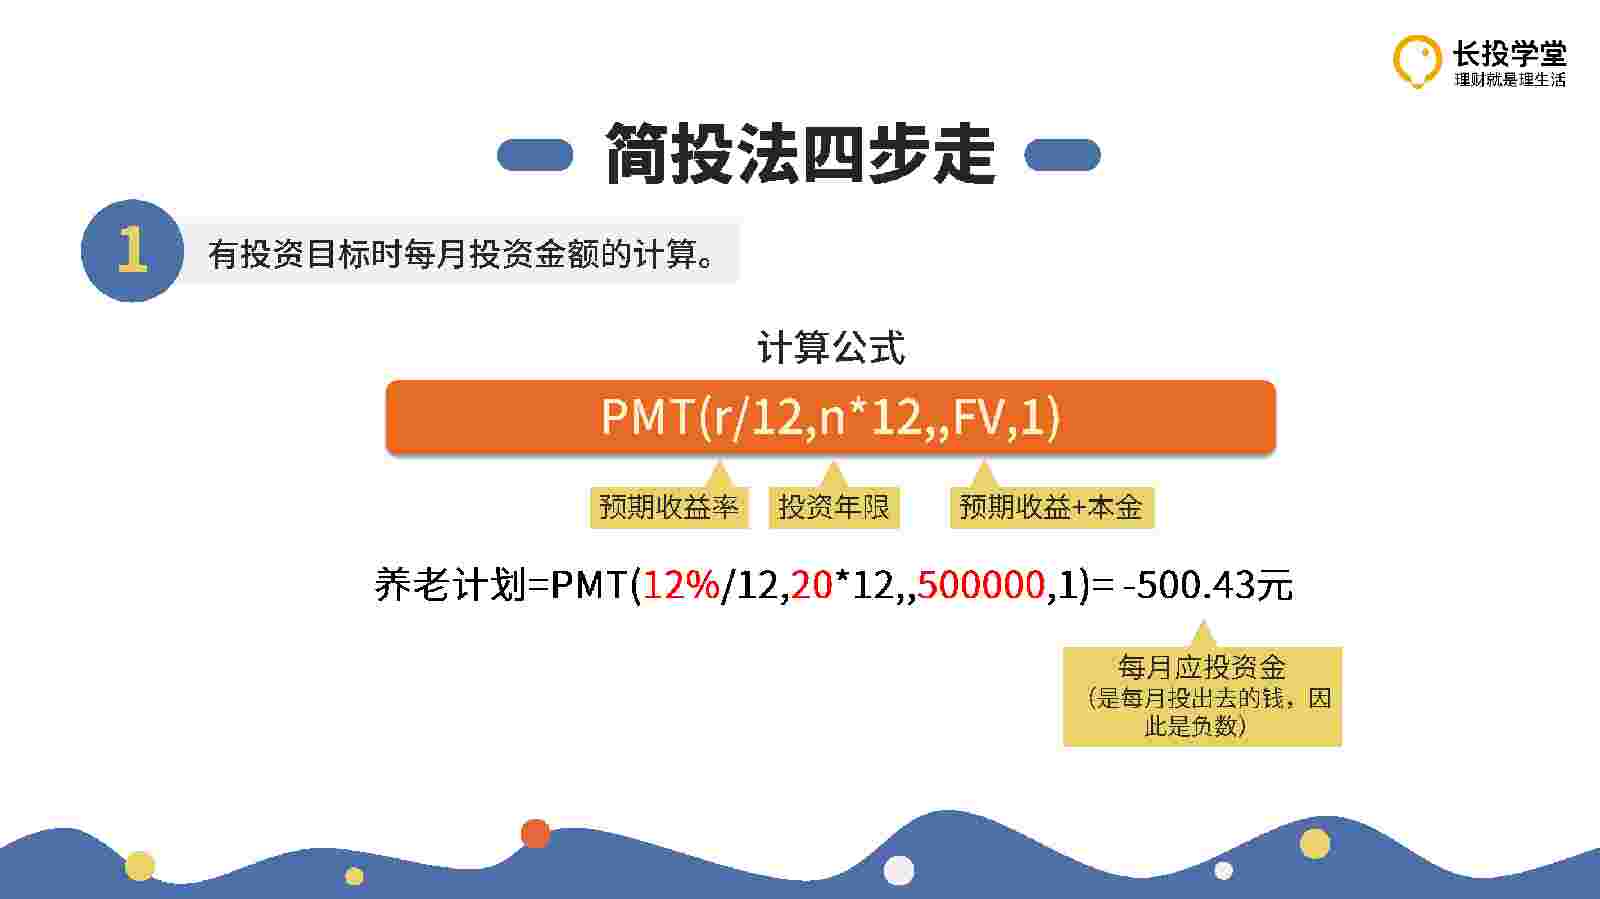 长投学堂
理财就是理生活
简投法四步走
1
有投资目标时每月投资金额的计算。
计算公式
PMT(r/12,n*12,,FV,1)
预期收益率 投资年限 预期收益+本金
养老计划=PMT(12%/12,20*12,,500000,1)= -500.43元
每月应投资金
（是每月投出去的钱，因
此是负数）